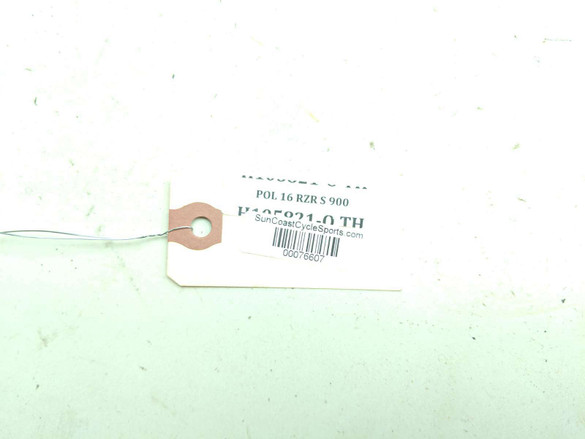 POL 16 RZR S 900
H105821-O TH
SunCoastCycleSports.com
00076607